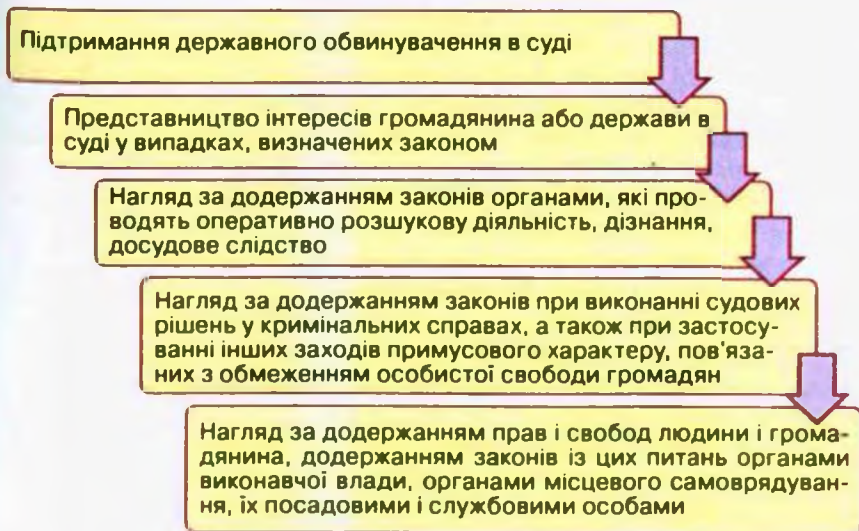 Підтримання державного обвинувачення в суді
Представництво інтересів громадянина або держави в
суді у випадках, визначених законом
Нагляд за додержанням законів органами, які про-
водять оперативно розшукову діяльність, дізнання,
досудове слідство
Нагляд за додержанням законів при виконанні судових
рішень у кримінальних справах, а також при застосу-
ванні інших заходів примусового характеру, пов'яза-
них з обмеженням особистої свободи громадян
Нагляд за додержанням прав і свобод людини і грома-
дянина, додержанням законів із цих питань органами
виконавчої влади, органами місцевого самоврядуван-
ня, їх посадовими і службовими особами